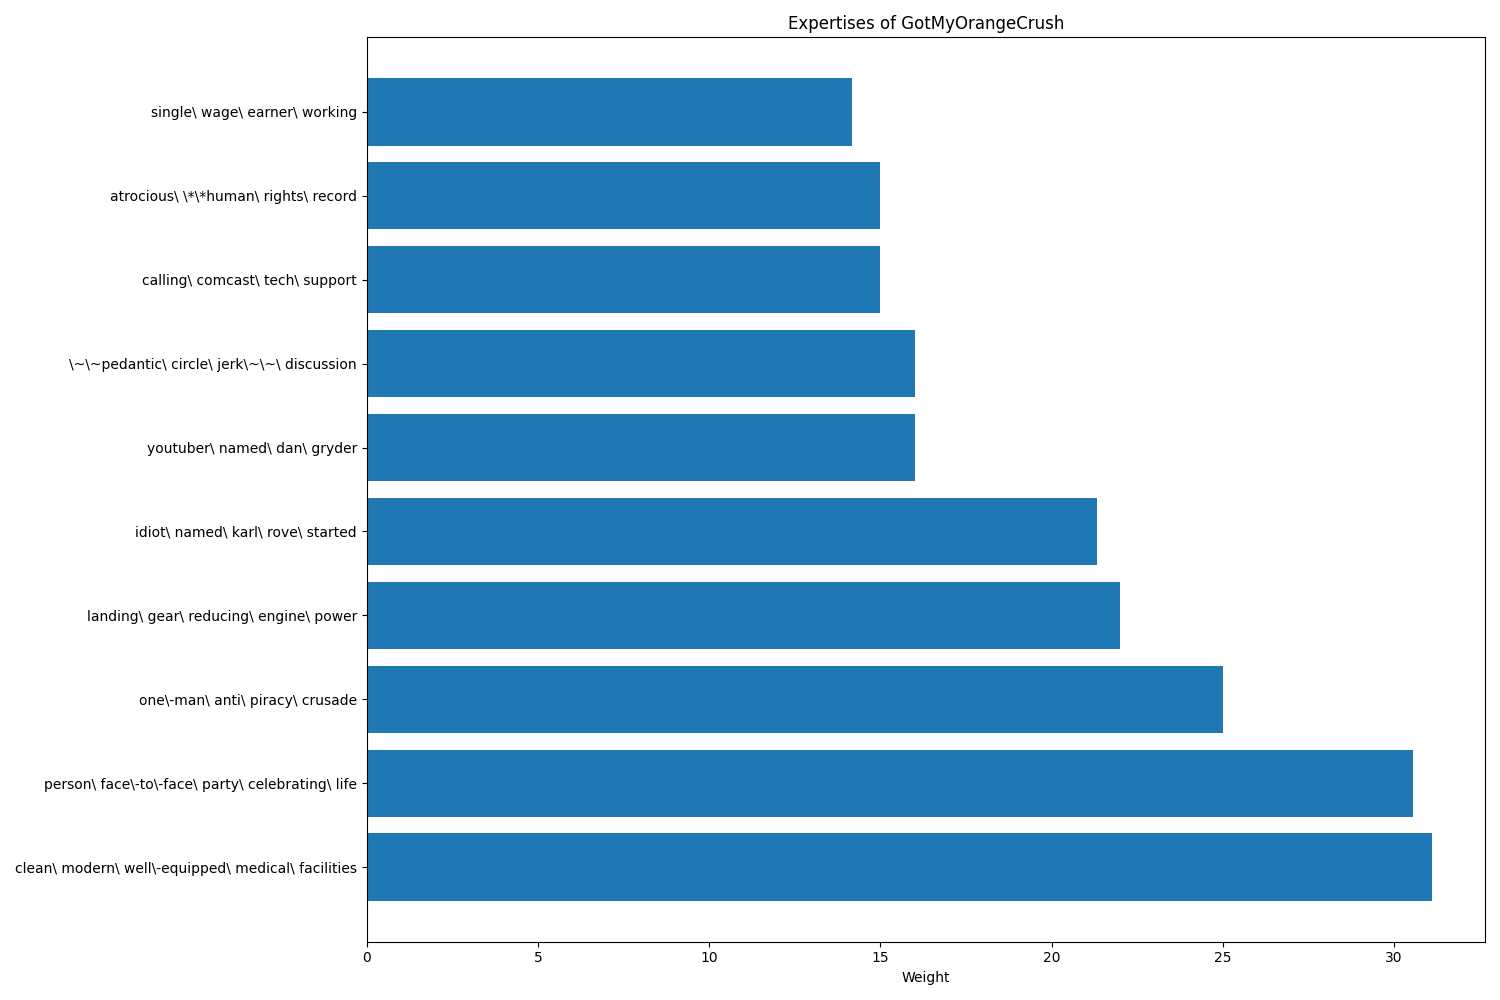 Expertises of GotMyOrangeCrush
single\ wage\ earner\ working
atrocious\ \*\*human\ rights\ record
calling\ comcast\ tech\ support
\~\~pedantic\ circle\ jerk\~\~\ discussion
youtuber\ named\ dan\ gryder
idiot\ named\ karl\ rove\ started
landing\ gear\ reducing\ engine\ power
one\-man\ anti\ piracy\ crusade
person\ face\-to\-face\ party\ celebrating\ life
clean\ modern\ well\-equipped\ medical\ facilities
0 5 10 15 20 25 30
Weight